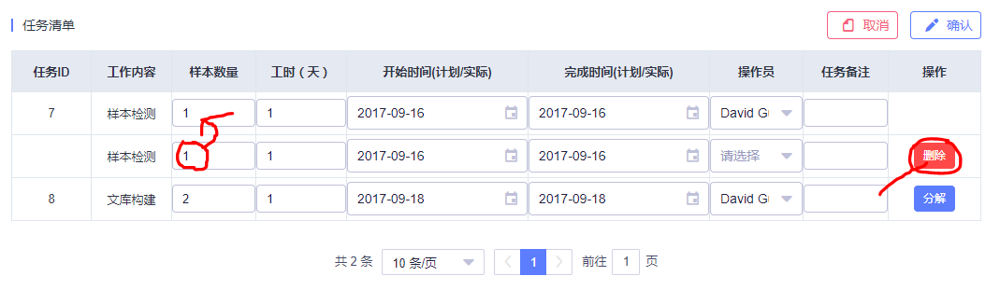 任务清单 取消 确认
任务ID 工作内容 样本数量 工时（天） 开始时间(计划/实际) 完成时间(计划/实际) 操作员 任务备注 操作
7 样本检测 1 1 2017-09-16 2017-09-16 David Gu
样本检测 1 1 2017-09-16 2017-09-16 请选择 删除
8 文库构建 2 1 2017-09-18 2017-09-18 David Gu 分解
共 2 条 10 条/页 1 前往 1 页